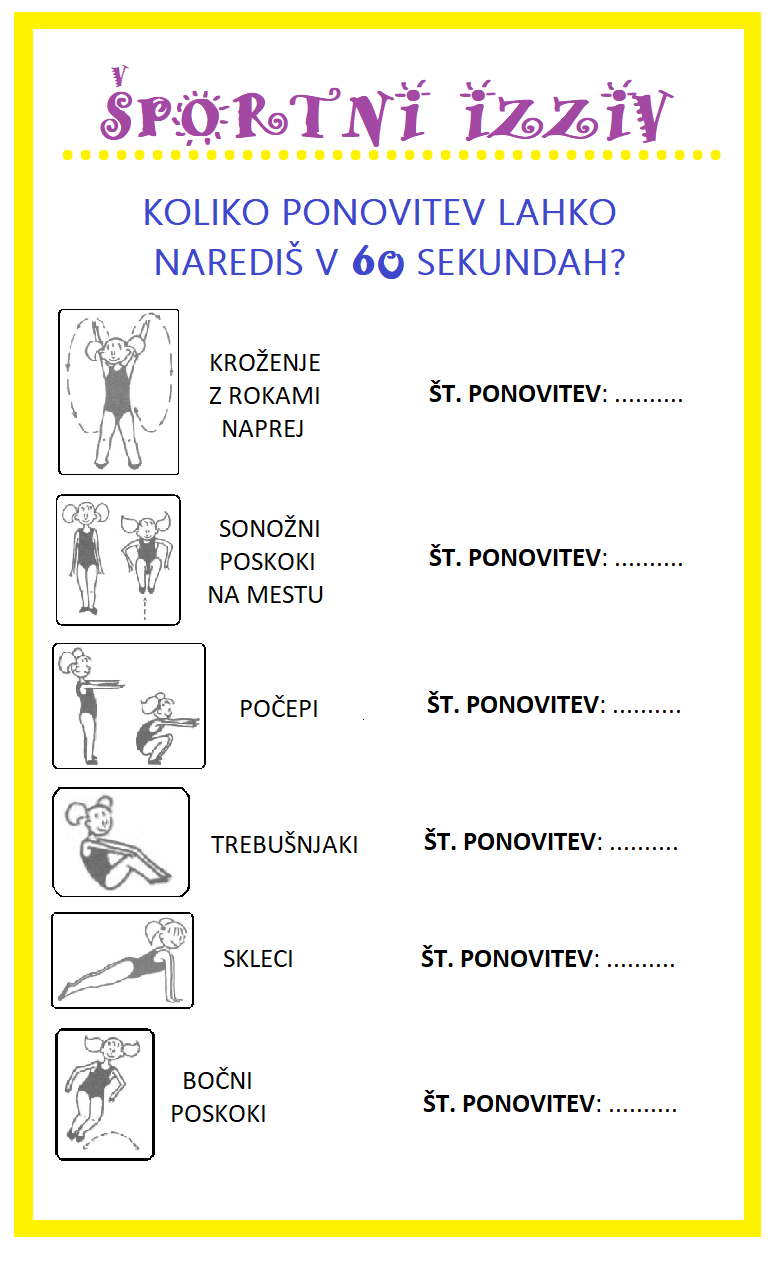 ŠPORTNI IZZIV
KOLIKO PONOVITEV LAHKO
NAREDIŠ V 60 SEKUNDAH?
KROŽENJE
Z ROKAMI
NAPREJ
ŠT. PONOVITEV: ..........
SONOŽNI
POSKOKI
NA MESTU
ŠT. PONOVITEV: ..........
POČEPI
ŠT. PONOVITEV: ..........
TREBUŠNJAKI
ŠT. PONOVITEV: ..........
SKLECI
ŠT. PONOVITEV: ..........
BOČNI
POSKOKI
ŠT. PONOVITEV: ..........